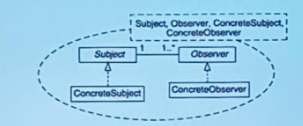 Subject, Observer, ConcreteSubject,
ConcreteObserver
Subject 1 1..* Observer
ConcreteSubject ConcreteObserver